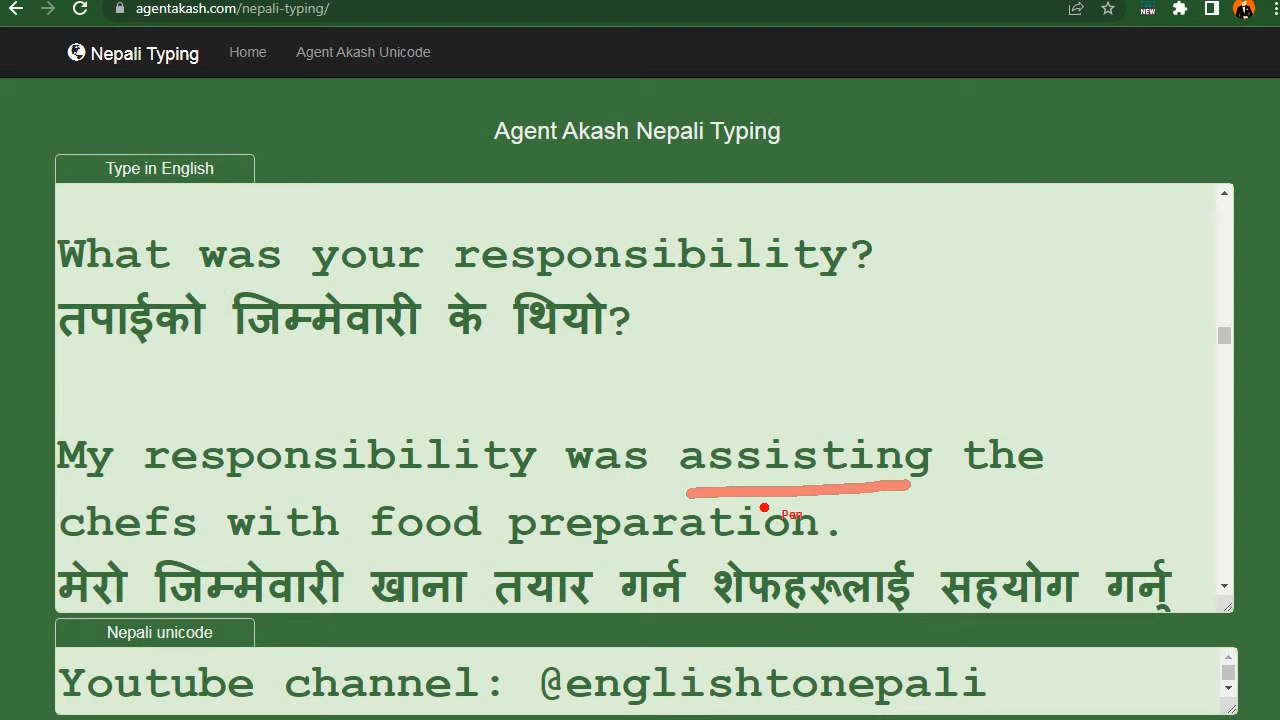 agentakash.com/nepali-typing/
NEW
Nepali Typing Home Agent Akash Unicode
Agent Akash Nepali Typing
Type in English
What was your responsibility?
तपाईको जिम्मेवारी के थियो?
My responsibility was assisting the
chefs with food preparation.
मेरो जिम्मेवारी खाना तयार गर्न शेफहरूलाई सहयोग गर्नु
Pen
Nepali unicode
Youtube channel: @englishtonepali